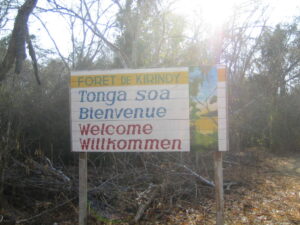 FORET DE KIRINDY
Tonga soa
Bienvenue
Welcome
Willkommen